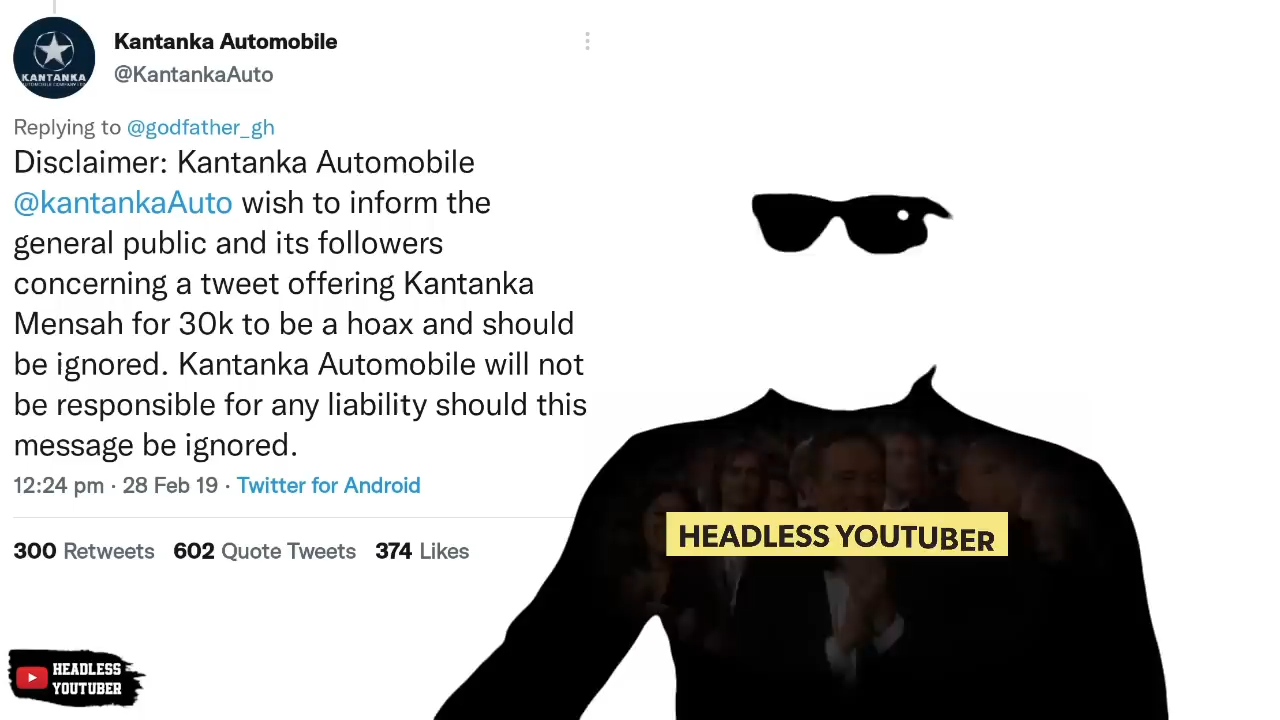 KANTANKA
Kantanka Automobile
@KantankaAuto
Replying to @godfather_gh
Disclaimer: Kantanka Automobile
@kantankaAuto wish to inform the
general public and its followers
concerning a tweet offering Kantanka
Mensah for 30k to be a hoax and should
be ignored. Kantanka Automobile will not
be responsible for any liability should this
message be ignored.
12:24 pm · 28 Feb 19 · Twitter for Android
300 Retweets 602 Quote Tweets 374 Likes
HEADLESS YOUTUBER
HEADLESS
YOUTUBER